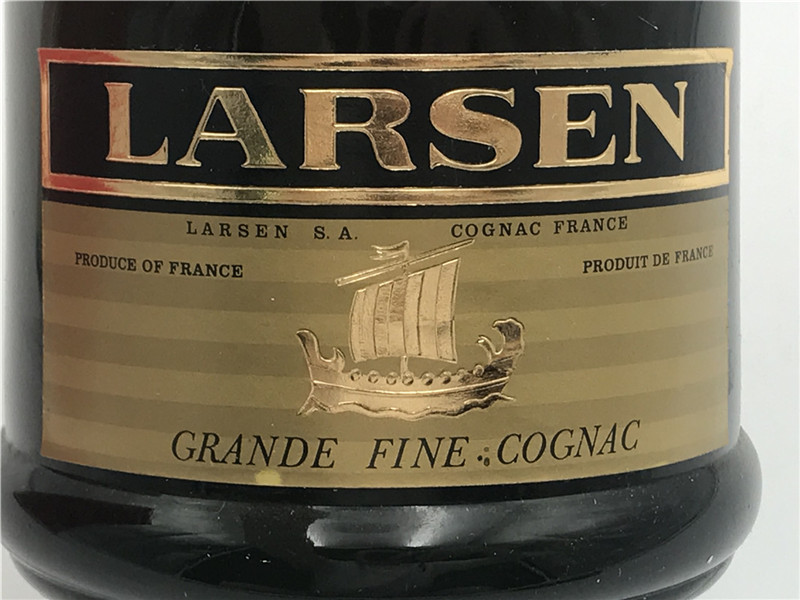 LARSEN
LARSEN S.A. COGNAC FRANCE
PRODUCE OF FRANCE PRODUIT DE FRANCE
GRANDE FINE COGNAC